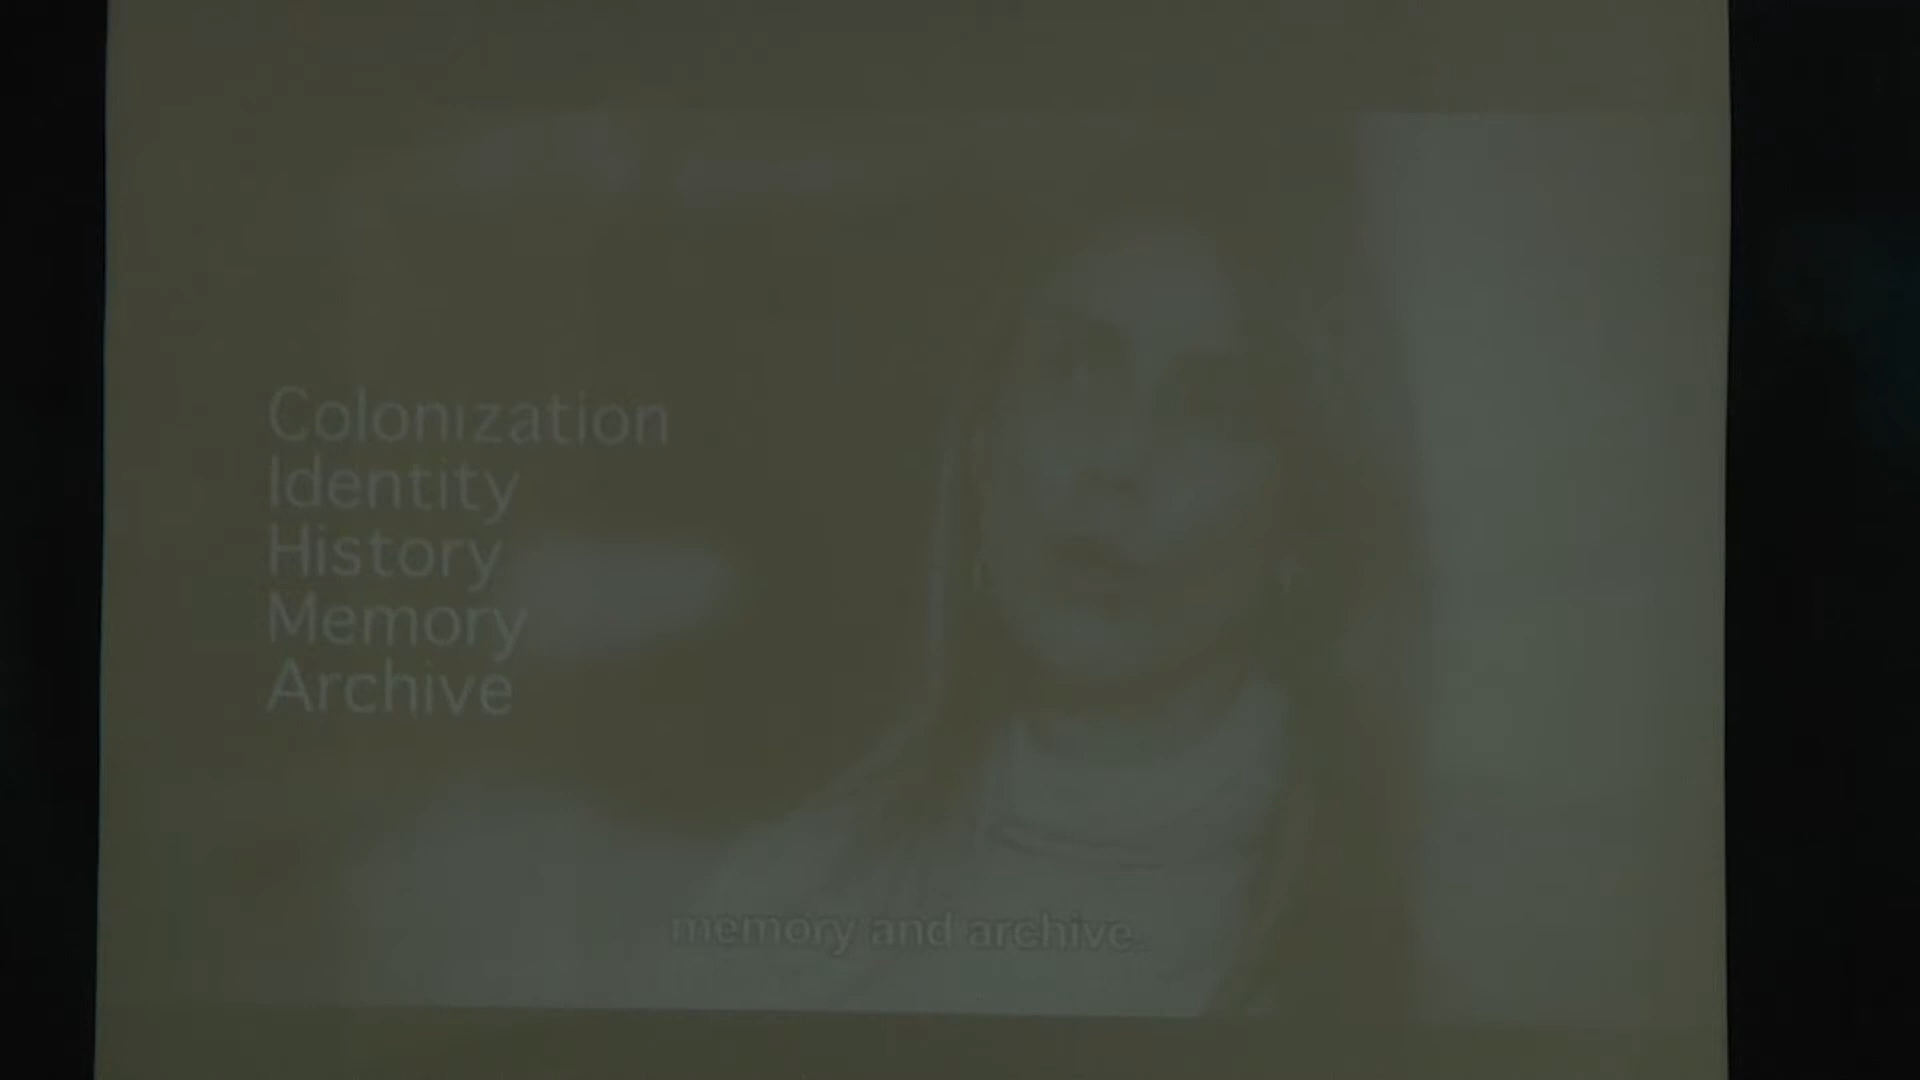 Colonization
Identity
History
Memory
Archive
memory and archive.